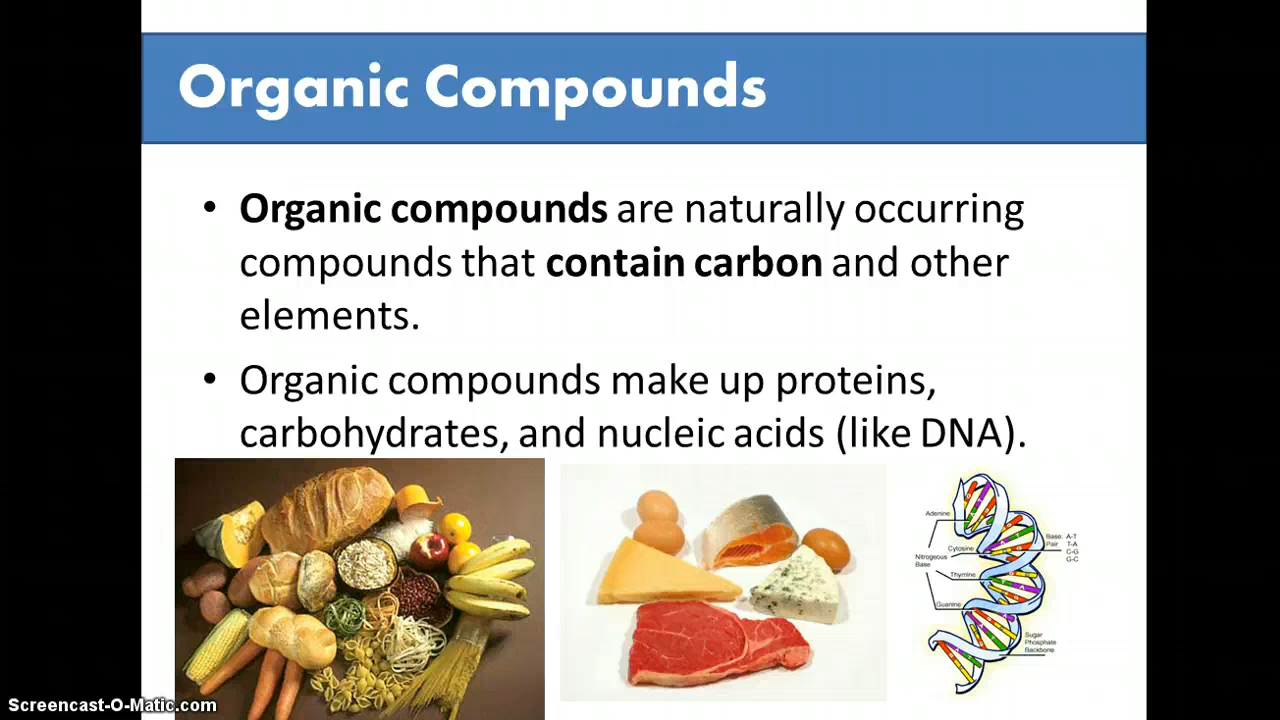 Organic Compounds
• Organic compounds are naturally occurring
compounds that contain carbon and other
elements.
• Organic compounds make up proteins,
carbohydrates, and nucleic acids (like DNA).
Adenine
Cytosine
Nitrogeous
Base
Thymine
Guanine
Base: A-T
Pair T-A
C-G
G-C
Sugar
Phosphate
Backbone
Screencast-O-Matic.com